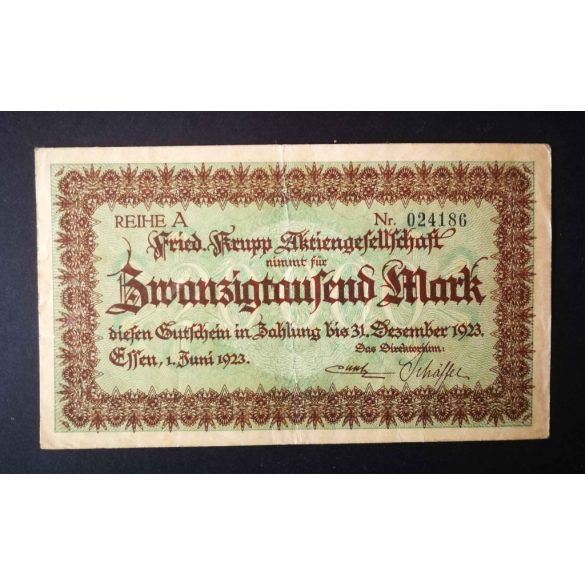 REIHE A Nr. 024186
Fried. Krupp Aktiengesellschaft
nimmt für
Zwanzigtausend Mark
diesen Gutschein in Zahlung bis 31. Dezember 1923.
Essen, 1. Juni 1923. Das Direktorium:
Schäffer